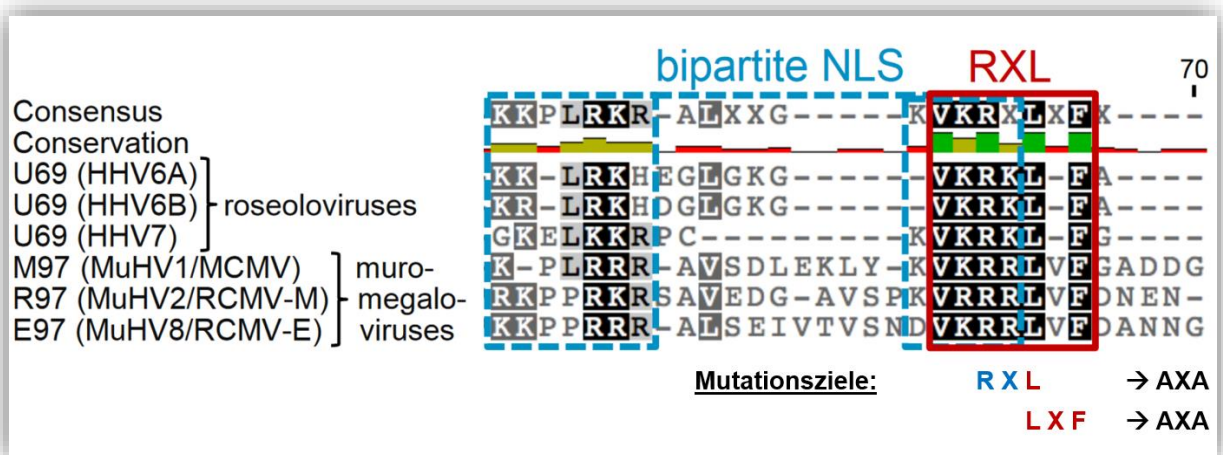 bipartite NLS RXL 70
Consensus KKPLRKR-ALXXG-----KVKRXLXFX----
Conservation
U69 (HHV6A) KK-LRKHEGLGKG------VKRKL-FA----
U69 (HHV6B) roseoloviruses KR-LRKHDGLGKG------VKRKL-FA----
U69 (HHV7) GKELKKRPC---------KVKRKL-FG----
M97 (MuHV1/MCMV) muro- K-PLRRR-AVSDLEKLY-KVKRRLVFGADDG
R97 (MuHV2/RCMV-M) megalo- RKPPRKRSAVEDG-AVSPKVRRRLVFDNEN-
E97 (MuHV8/RCMV-E) viruses KKPPRRR-ALSEIVTVSNDVKRRLVFDANNG
Mutationsziele: R X L → AXA
L X F → AXA